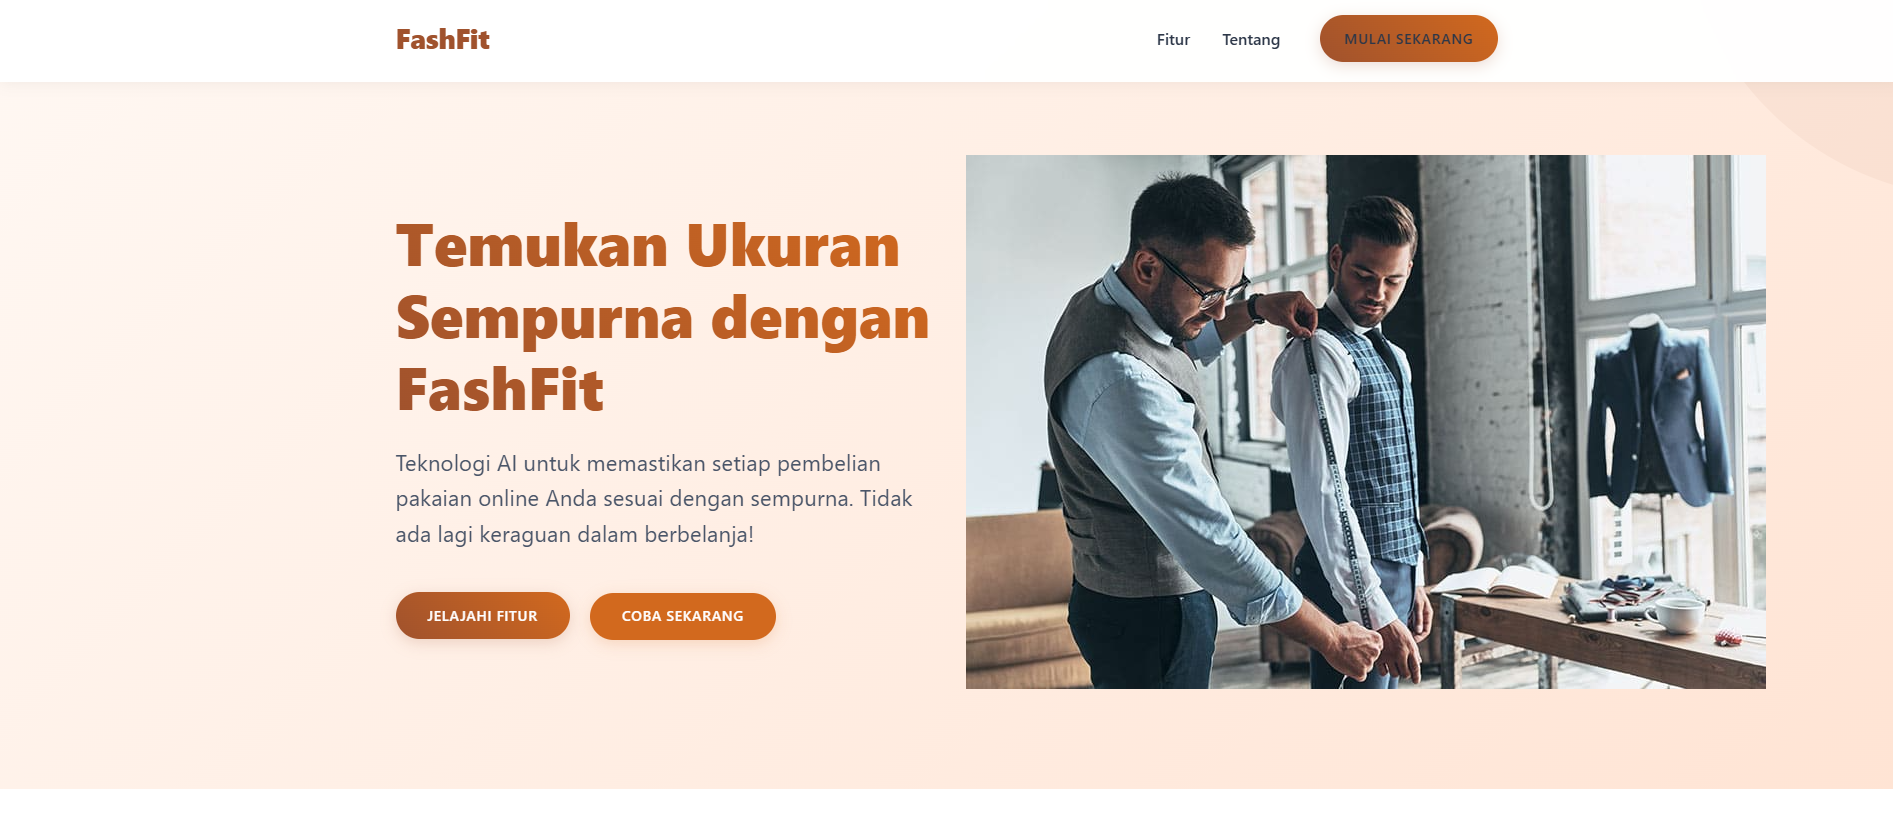 FashFit
Fitur
Tentang
MULAI SEKARANG
Temukan Ukuran
Sempurna dengan
FashFit
Teknologi AI untuk memastikan setiap pembelian
pakaian online Anda sesuai dengan sempurna. Tidak
ada lagi keraguan dalam berbelanja!
JELAJAHI FITUR
COBA SEKARANG